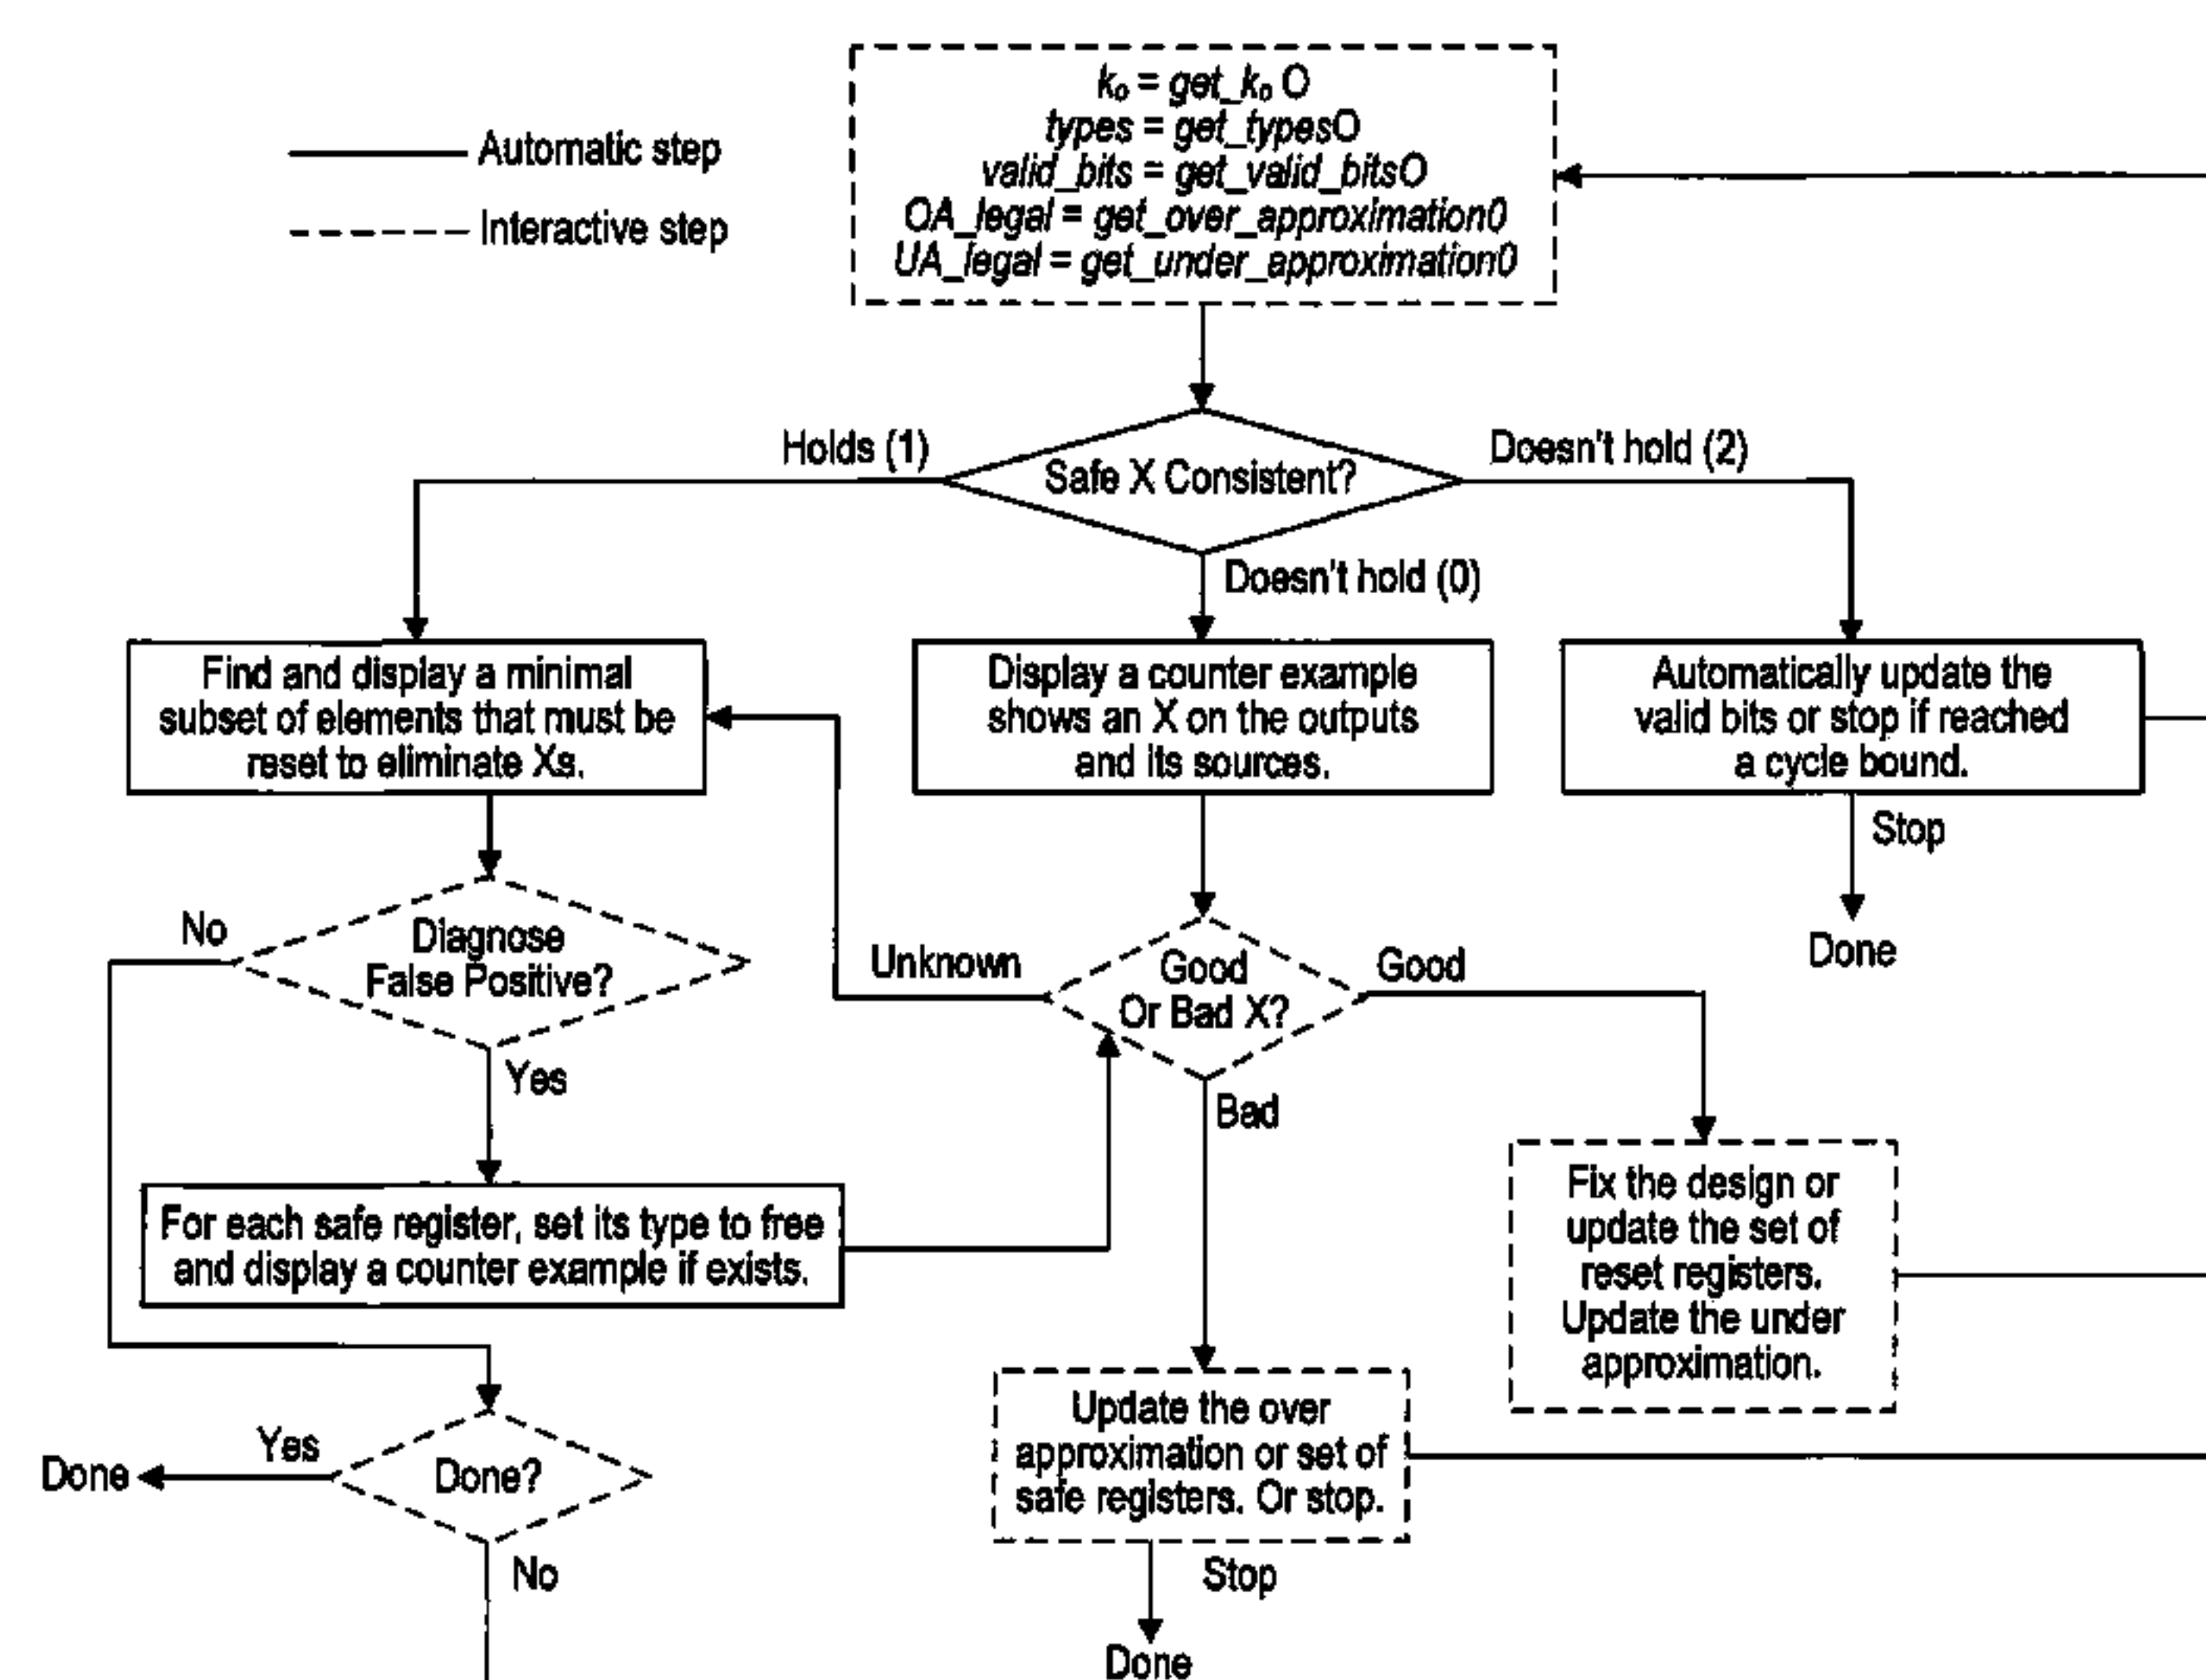 k₀ = get_k₀ O
types = get_typesO
valid_bits = get_valid_bitsO
OA_legal = get_over_approximation0
UA_legal = get_under_approximation0
Automatic step
Interactive step
Holds (1)
Safe X Consistent?
Doesn't hold (2)
Doesn't hold (0)
Find and display a minimal
subset of elements that must be
reset to eliminate Xs.
Display a counter example
shows an X on the outputs
and its sources.
Automatically update the
valid bits or stop if reached
a cycle bound.
Stop
Done
No
Diagnose
False Positive?
Yes
Unknown
Good
Or Bad X?
Good
Bad
For each safe register, set its type to free
and display a counter example if exists.
Fix the design or
update the set of
reset registers.
Update the under
approximation.
Update the over
approximation or set of
safe registers. Or stop.
Stop
Done
Yes
Done
Done?
No